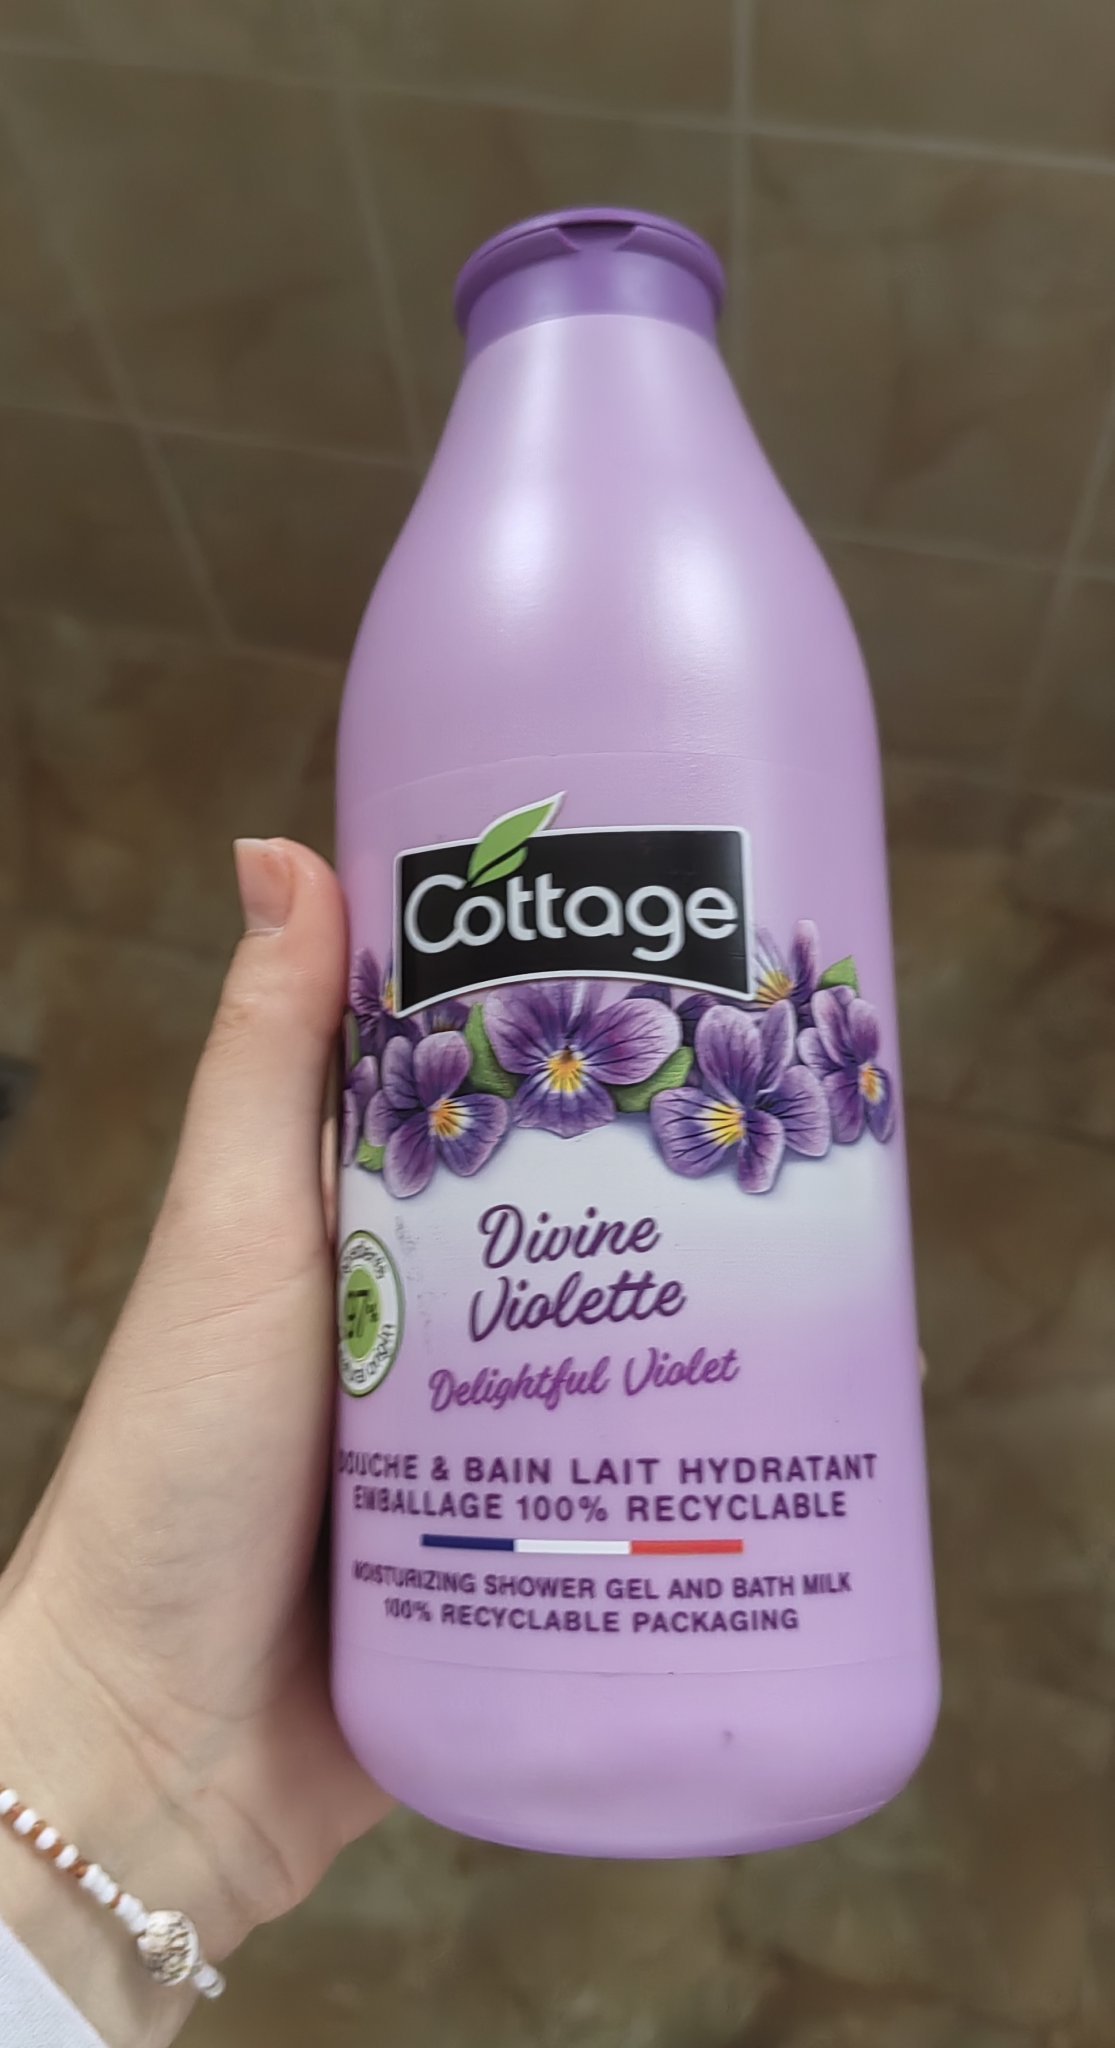 Cottage
Divine
Violette
Delightful Violet
DOUCHE & BAIN LAIT HYDRATANT
EMBALLAGE 100% RECYCLABLE
MOISTURIZING SHOWER GEL AND BATH MILK
100% RECYCLABLE PACKAGING